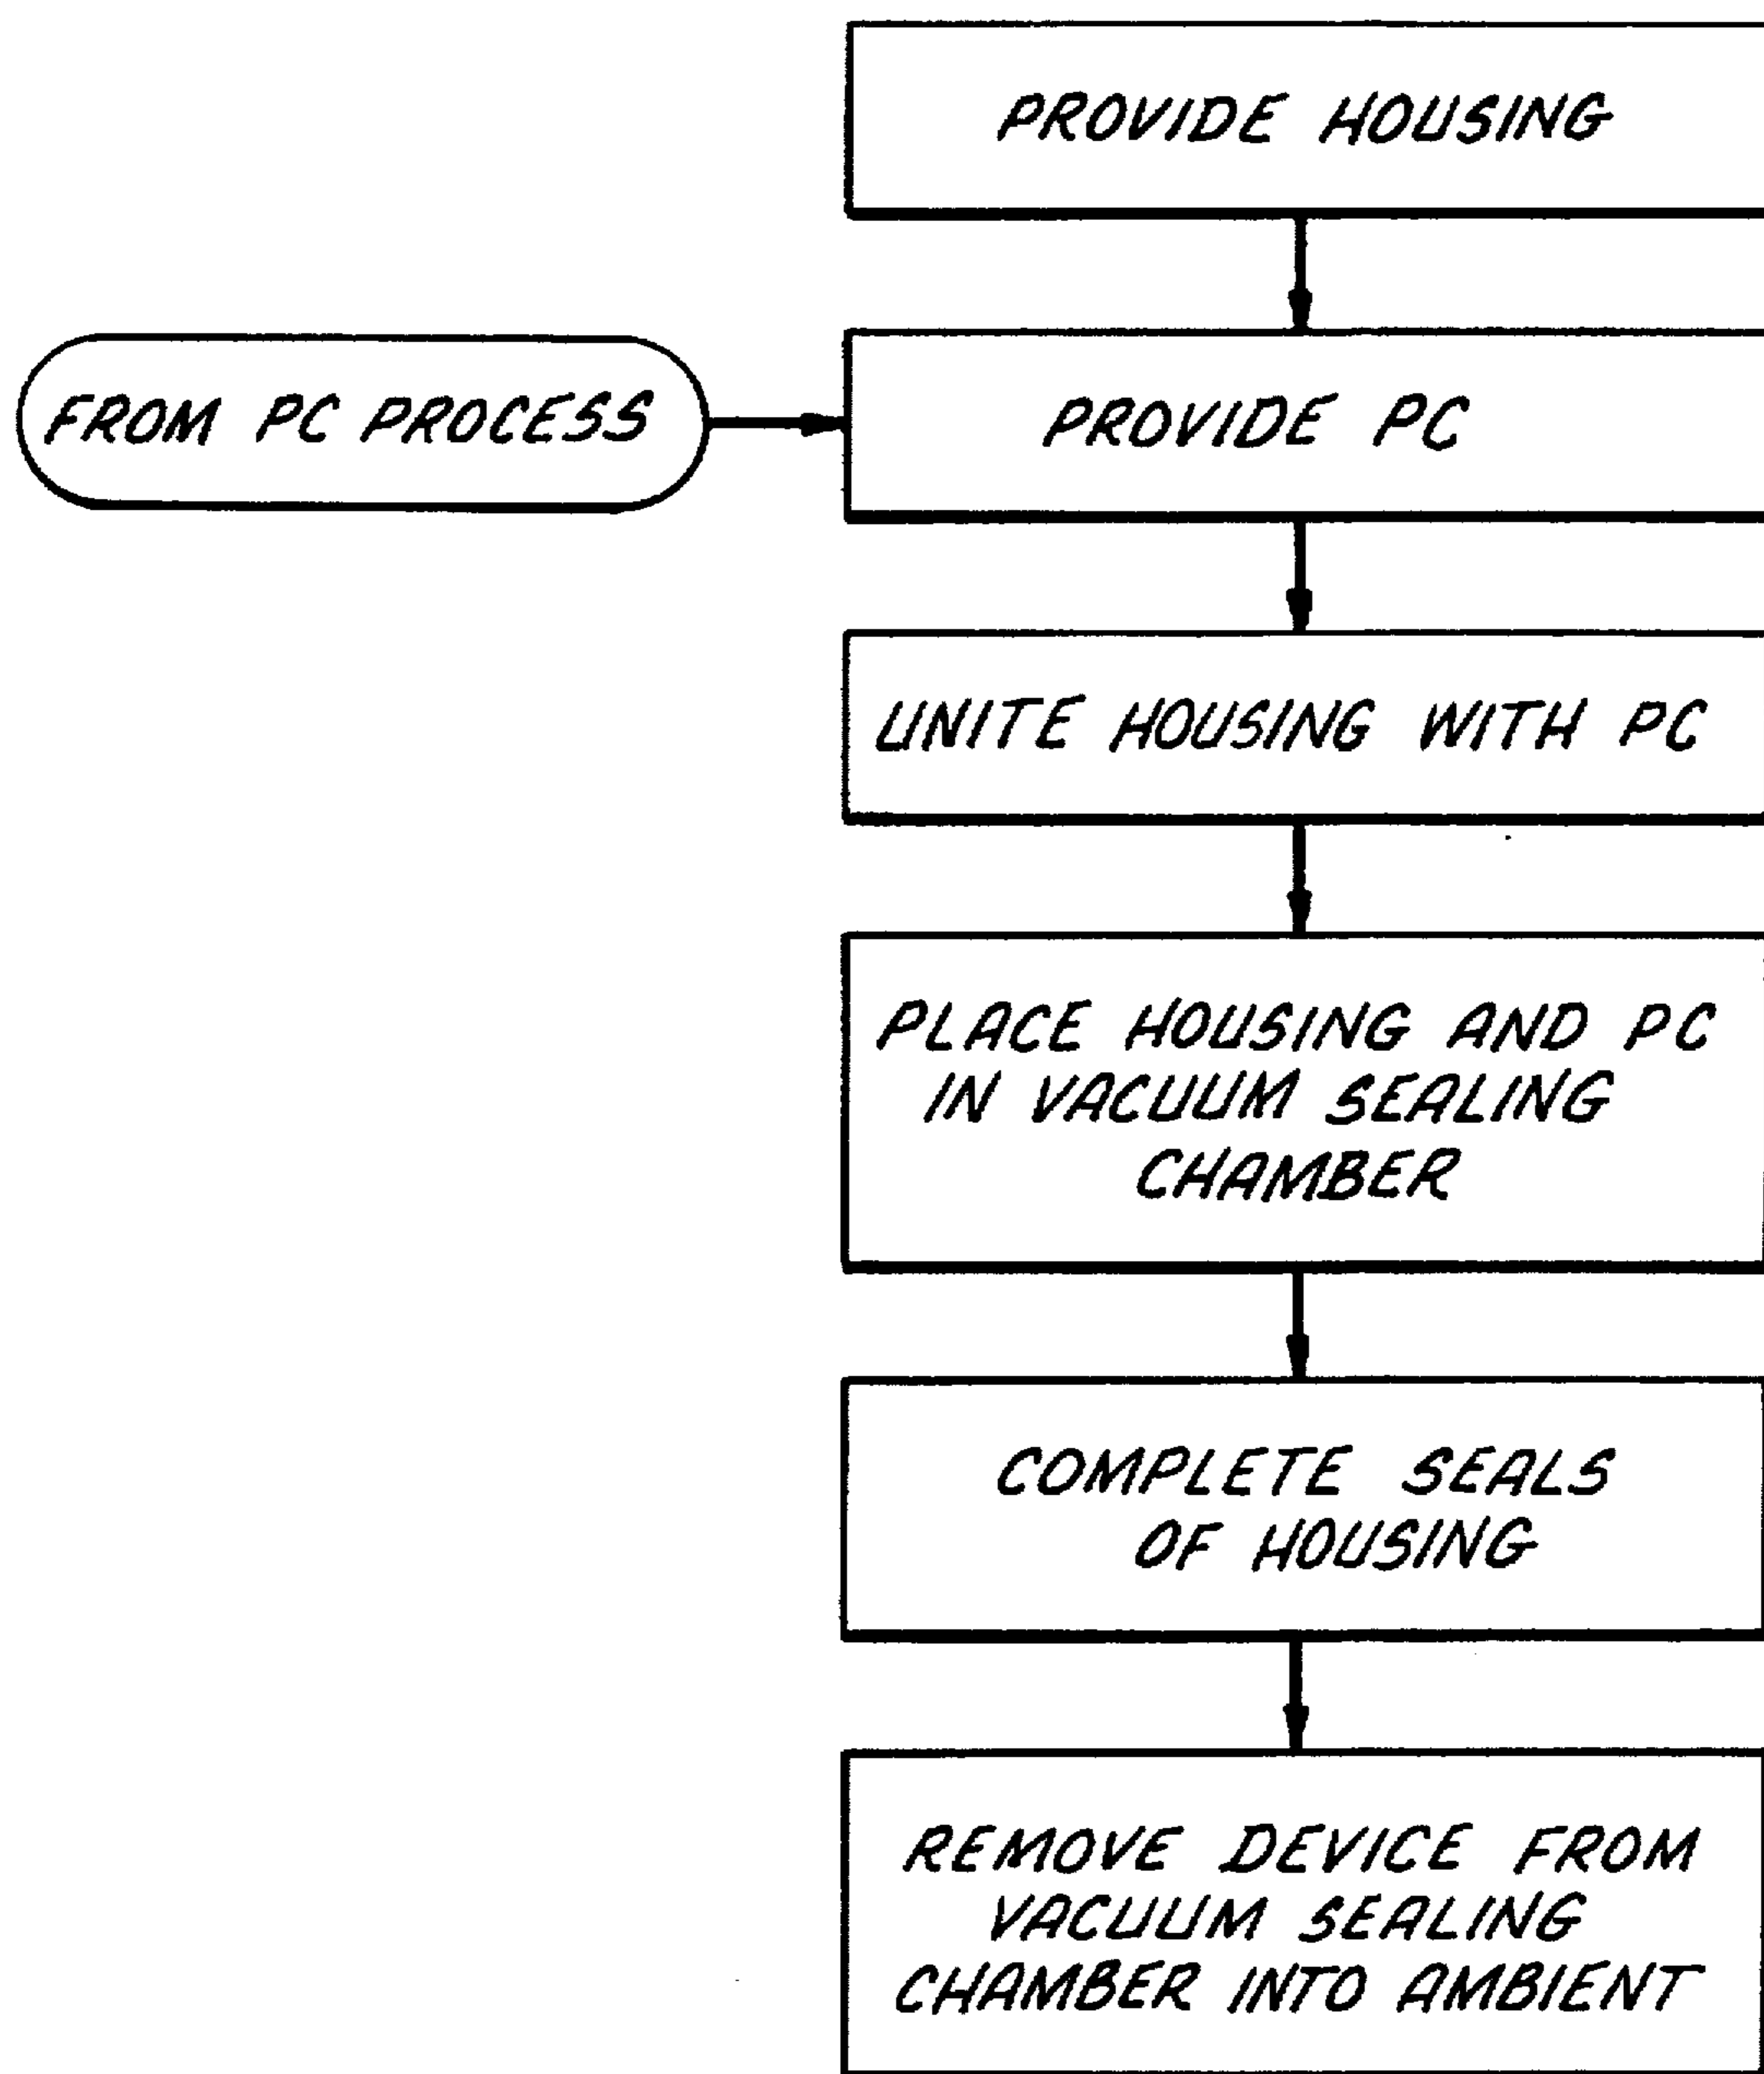 PROVIDE HOUSING
FROM PC PROCESS
PROVIDE PC
UNITE HOUSING WITH PC
PLACE HOUSING AND PC
IN VACUUM SEALING
CHAMBER
COMPLETE SEALS
OF HOUSING
REMOVE DEVICE FROM
VACUUM SEALING
CHAMBER INTO AMBIENT